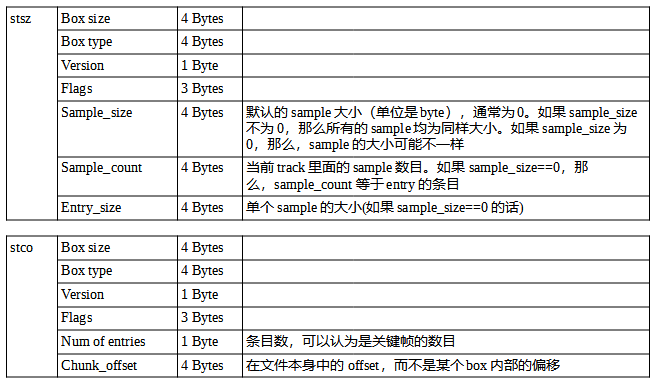 stsz Box size 4 Bytes
Box type 4 Bytes
Version 1 Byte
Flags 3 Bytes
Sample_size 4 Bytes 默认的 sample 大小（单位是 byte），通常为 0。如果 sample_size
不为 0，那么所有的 sample 均为同样大小。如果 sample_size 为
0，那么，sample 的大小可能不一样
Sample_count 4 Bytes 当前 track 里面的 sample 数目。如果 sample_size==0，那
么，sample_count 等于 entry 的条目
Entry_size 4 Bytes 单个 sample 的大小(如果 sample_size==0 的话)
stco Box size 4 Bytes
Box type 4 Bytes
Version 1 Byte
Flags 3 Bytes
Num of entries 1 Byte 条目数，可以认为是关键帧的数目
Chunk_offset 4 Bytes 在文件本身中的 offset，而不是某个 box 内部的偏移